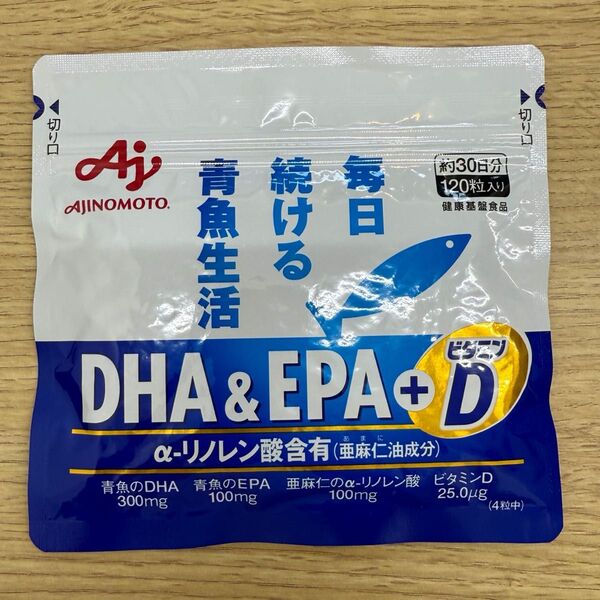 切り口
切り口
Aj
AJINOMOTO®
毎日
続ける
青魚生活
約30日分
120粒入り
健康基盤食品
DHA&EPA+
ビタミン
D
α-リノレン酸含有(亜麻仁油成分)
あまに
青魚のDHA 青魚のEPA 亜麻仁のα-リノレン酸 ビタミンD
300mg 100mg 100mg 25.0μg
(4粒中)